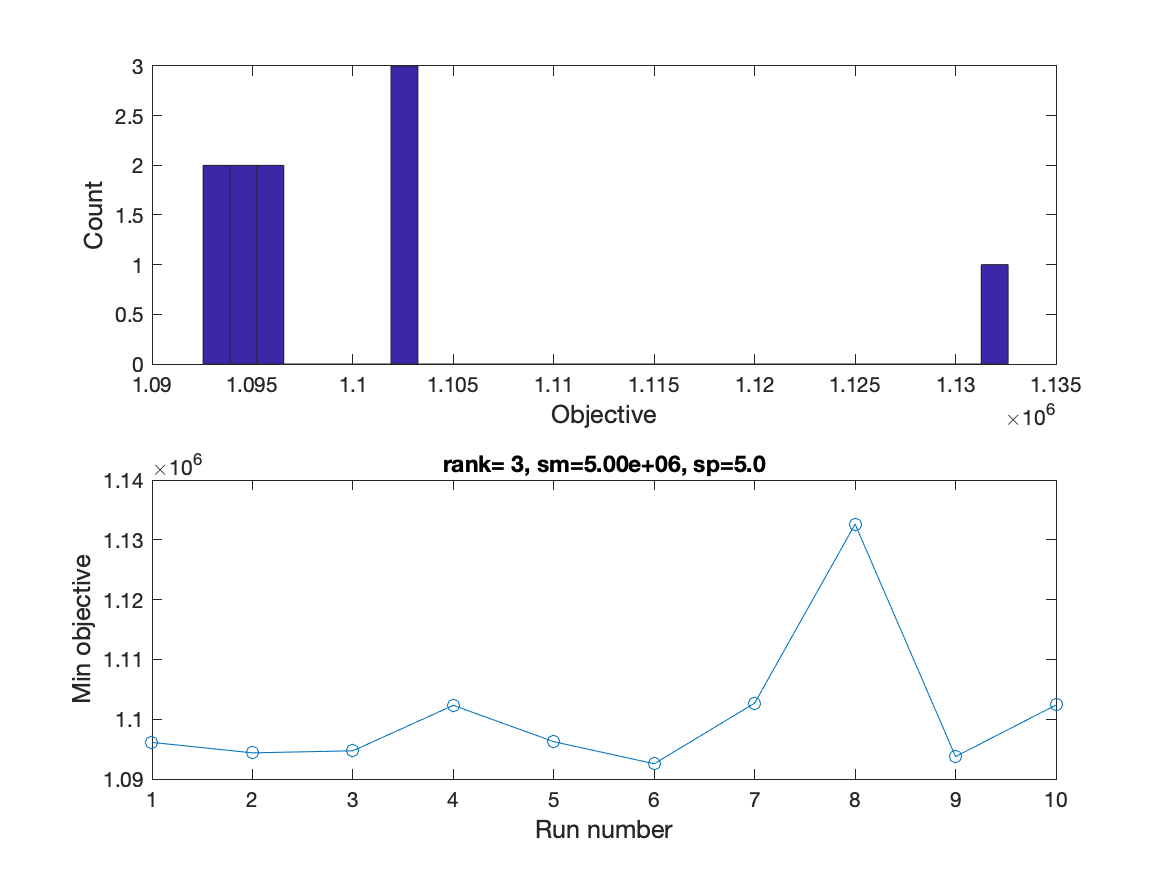 3
2.5
2
1.5
1
0.5
0
Count
1.09 1.095 1.1 1.105 1.11 1.115 1.12 1.125 1.13 1.135
Objective
×10^6
rank= 3, sm=5.00e+06, sp=5.0
×10^6
1.14
1.13
1.12
1.11
1.1
1.09
Min objective
1 2 3 4 5 6 7 8 9 10
Run number